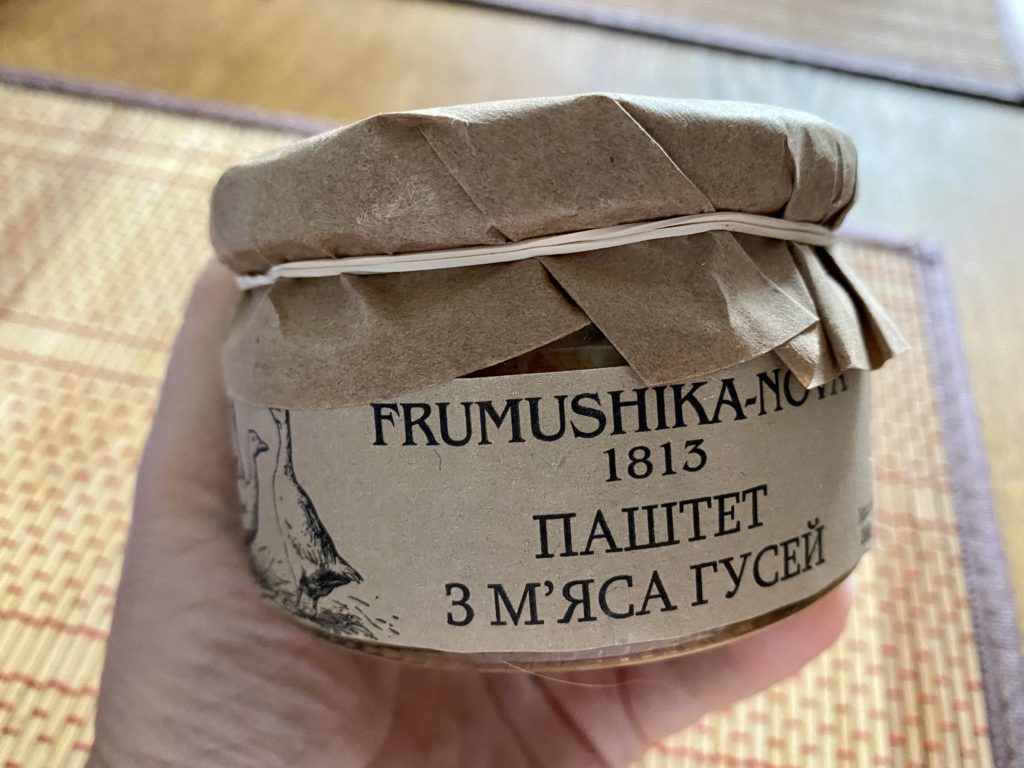 FRUMUSHIKA-NOVA
1813
ПАШТЕТ
З М’ЯСА ГУСЕЙ